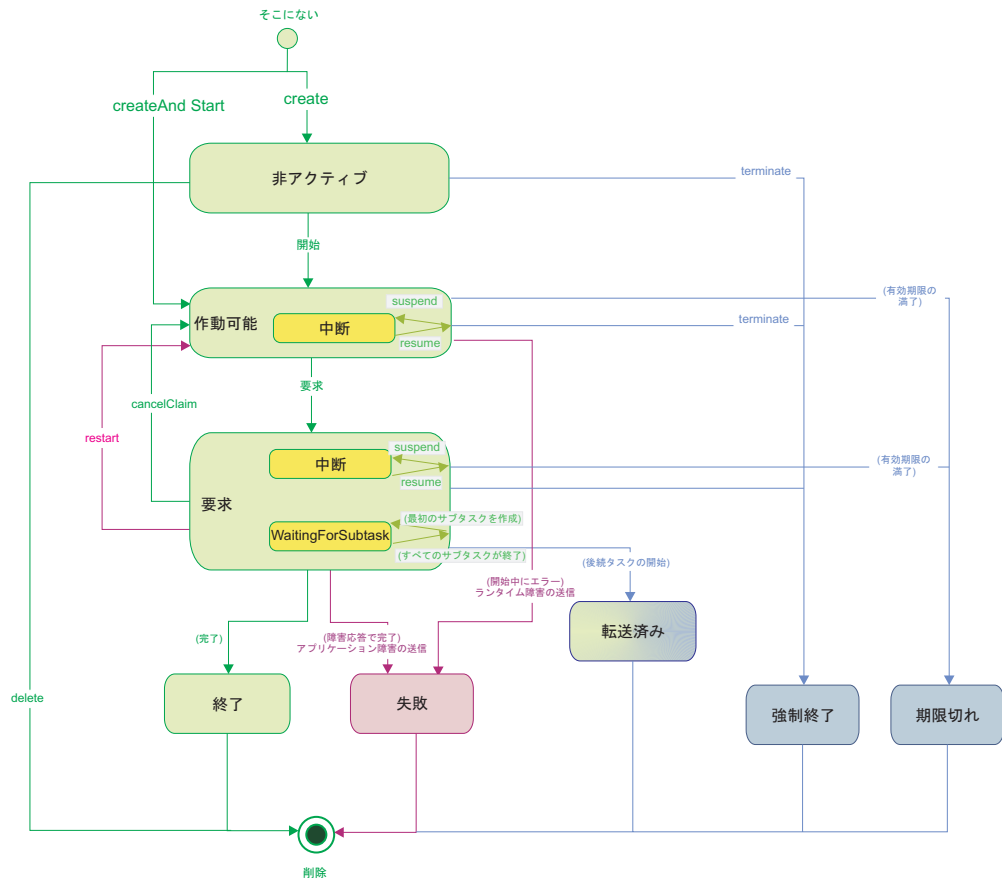 そこにない
createAnd Start
create
非アクティブ
terminate
開始
(有効期限の
満了)
suspend
作動可能
中断
terminate
resume
要求
cancelClaim
restart
suspend
中断
(有効期限の
満了)
resume
要求
(最初のサブタスクを作成)
WaitingForSubtask
(すべてのサブタスクが終了)
(後続タスクの開始)
(開始中にエラー)
ランタイム障害の送信
転送済み
(完了)
(障害応答で完了)
アプリケーション障害の送信
delete
終了
失敗
強制終了
期限切れ
削除